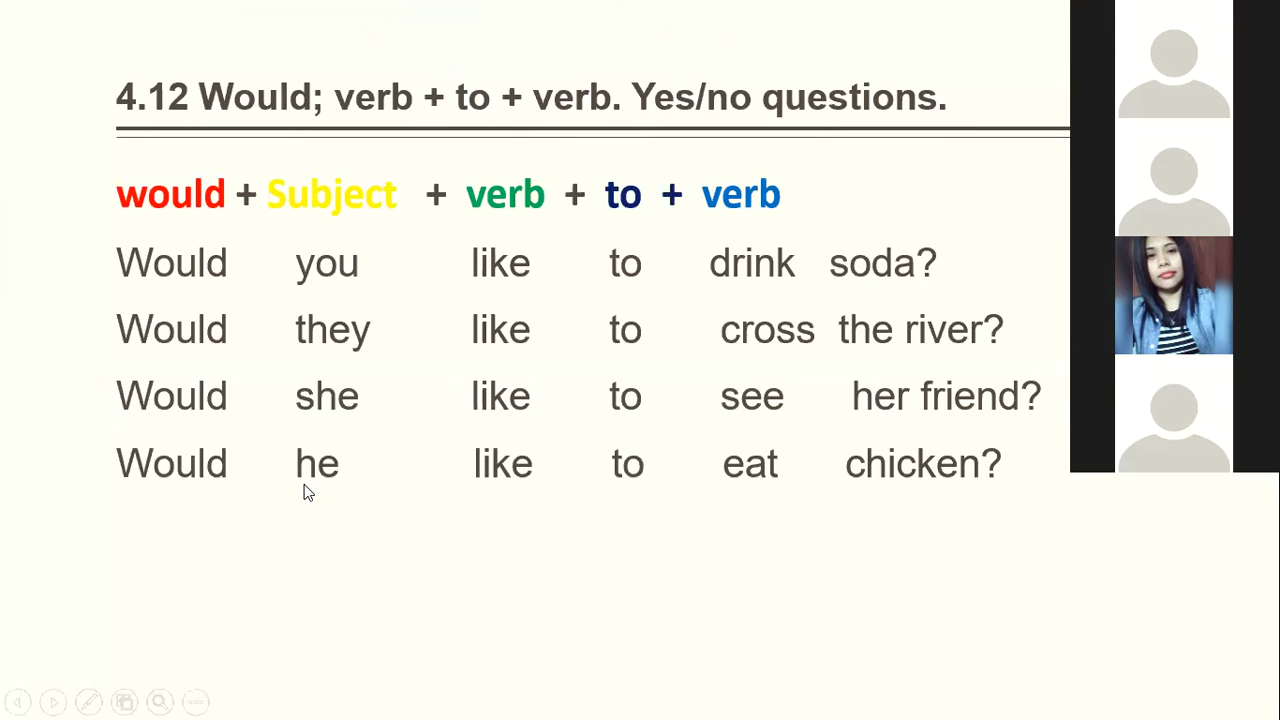 4.12 Would; verb + to + verb. Yes/no questions.
would + Subject + verb + to + verb
Would you like to drink soda?
Would they like to cross the river?
Would she like to see her friend?
Would he like to eat chicken?